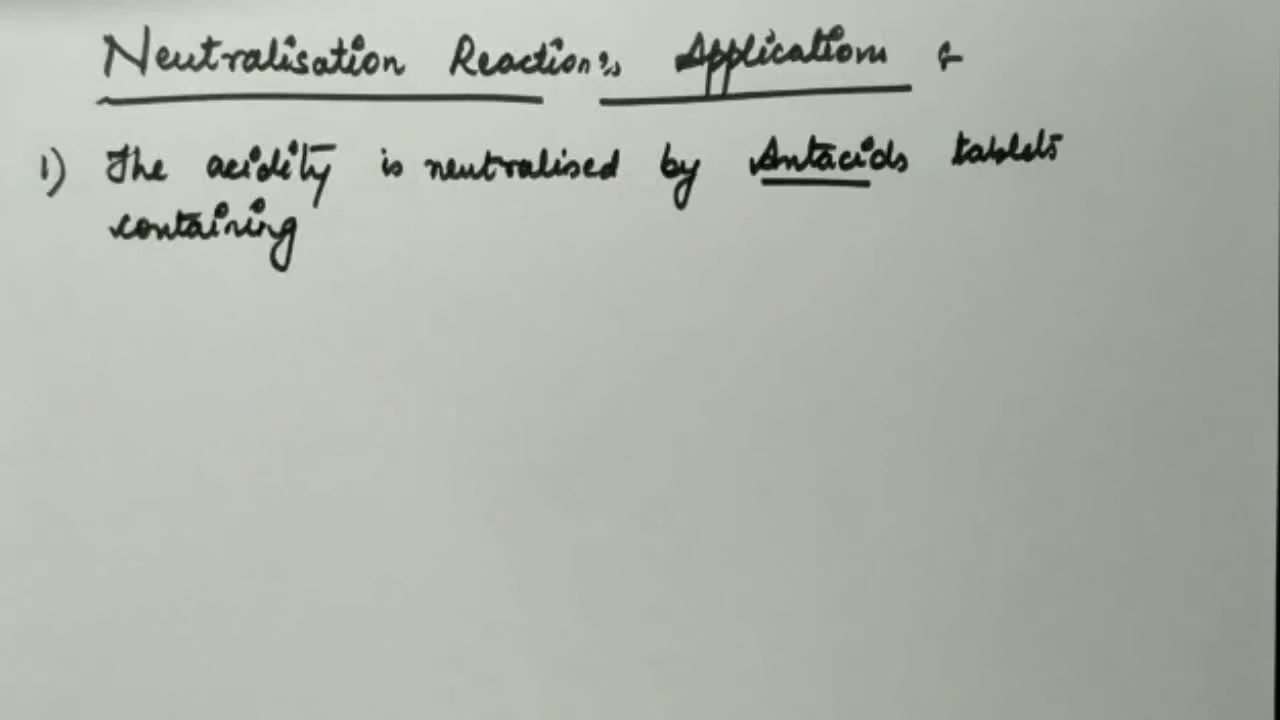 Neutralisation Reactions Applications :-
1) The acidity is neutralised by Antacids tablets
containing